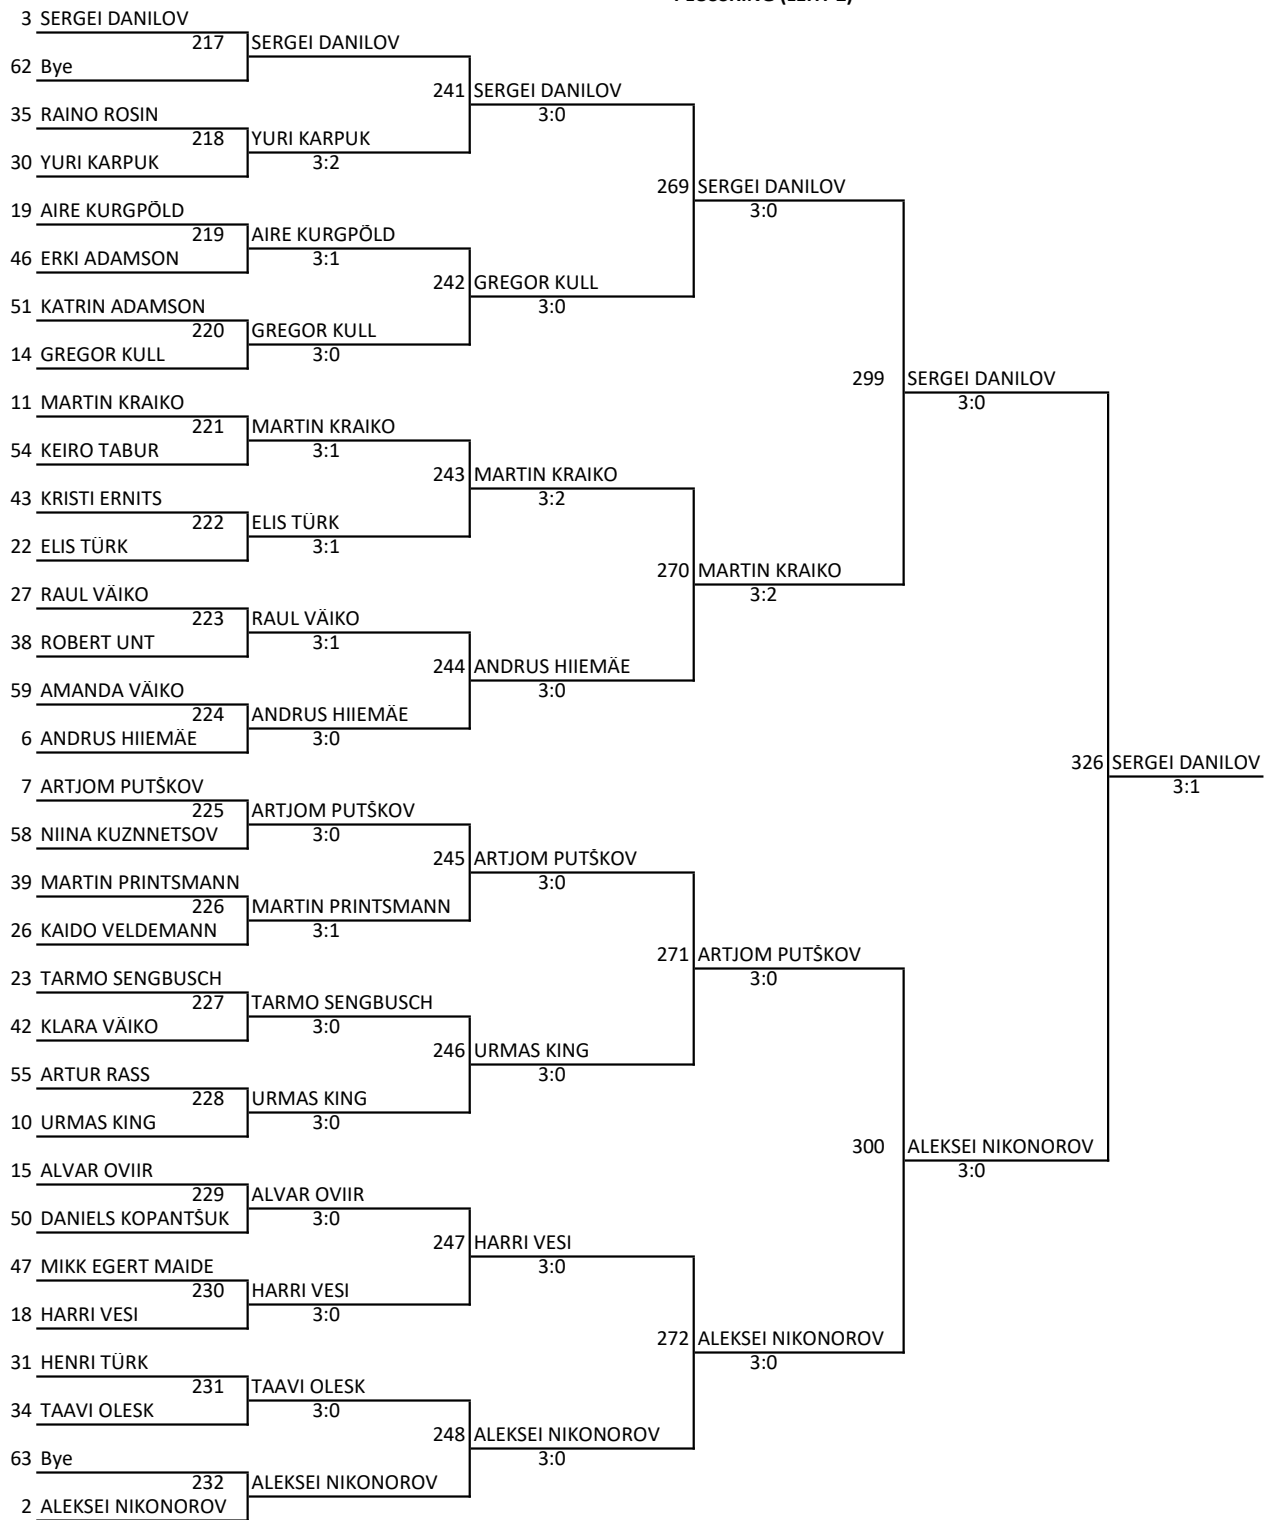 3 SERGEI DANILOV
217 SERGEI DANILOV
62 Bye
241 SERGEI DANILOV
35 RAINO ROSIN
3:0
218 YURI KARPUK
30 YURI KARPUK
3:2
269 SERGEI DANILOV
19 AIRE KURGPÕLD
3:0
219 AIRE KURGPÕLD
46 ERKI ADAMSON
3:1
242 GREGOR KULL
51 KATRIN ADAMSON
3:0
220 GREGOR KULL
14 GREGOR KULL
3:0
299 SERGEI DANILOV
11 MARTIN KRAIKO
3:0
221 MARTIN KRAIKO
54 KEIRO TABUR
3:1
243 MARTIN KRAIKO
43 KRISTI ERNITS
3:2
222 ELIS TÜRK
22 ELIS TÜRK
3:1
270 MARTIN KRAIKO
27 RAUL VÄIKO
3:2
223 RAUL VÄIKO
38 ROBERT UNT
3:1
244 ANDRUS HIIEMÄE
59 AMANDA VÄIKO
3:0
224 ANDRUS HIIEMÄE
6 ANDRUS HIIEMÄE
3:0
326 SERGEI DANILOV
7 ARTJOM PUTŠKOV
3:1
225 ARTJOM PUTŠKOV
58 NIINA KUZNNETSOV
3:0
245 ARTJOM PUTŠKOV
39 MARTIN PRINTSMANN
3:0
226 MARTIN PRINTSMANN
26 KAIDO VELDEMANN
3:1
271 ARTJOM PUTŠKOV
23 TARMO SENGBUSCH
3:0
227 TARMO SENGBUSCH
42 KLARA VÄIKO
3:0
246 URMAS KING
55 ARTUR RASS
3:0
228 URMAS KING
10 URMAS KING
3:0
300 ALEKSEI NIKONOROV
15 ALVAR OVIIR
3:0
229 ALVAR OVIIR
50 DANIELS KOPANTŠUK
3:0
247 HARRI VESI
47 MIKK EGERT MAIDE
3:0
230 HARRI VESI
18 HARRI VESI
3:0
272 ALEKSEI NIKONOROV
31 HENRI TÜRK
3:0
231 TAAVI OLESK
34 TAAVI OLESK
3:0
248 ALEKSEI NIKONOROV
63 Bye
3:0
232 ALEKSEI NIKONOROV
2 ALEKSEI NIKONOROV